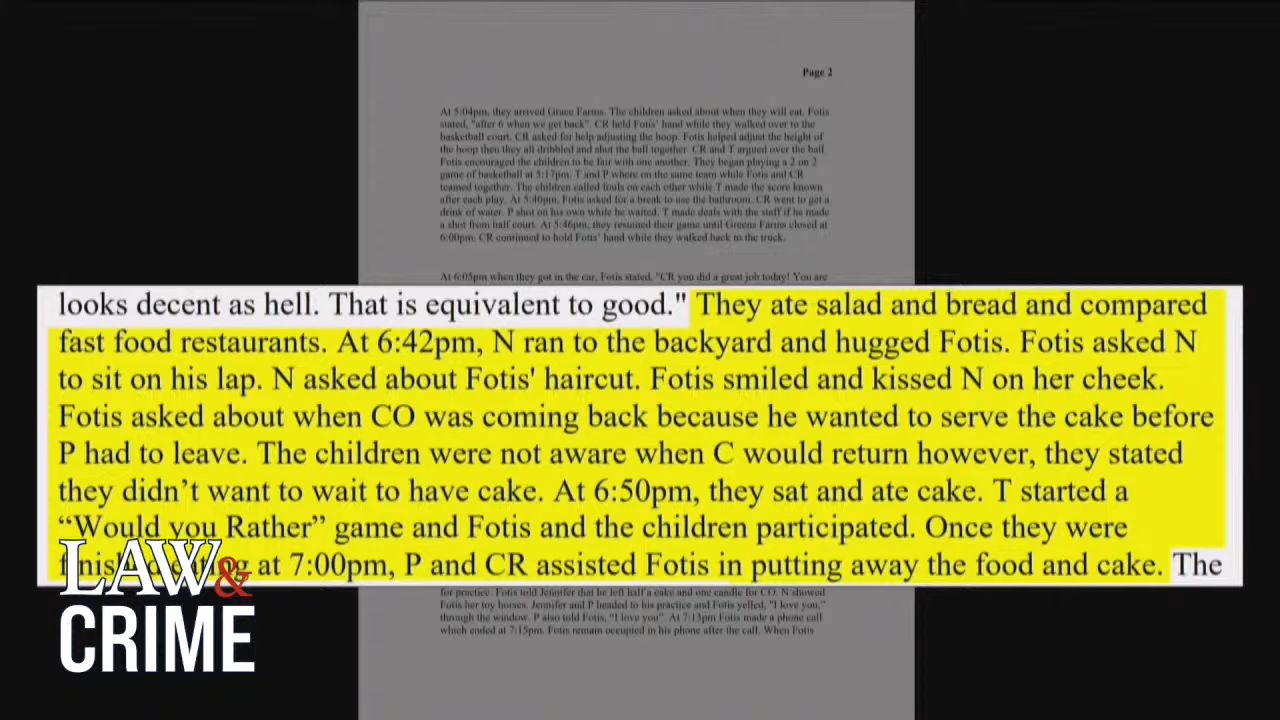 Page 2
At 5:04pm, they arrived Grace Farms. The children asked about when they will eat. Fotis
stated, "after 6 when we get back". CR held Fotis' hand while they walked over to the
basketball court. CR asked for help adjusting the hoop. Fotis helped adjust the height of
the hoop then they all dribbled and shot the ball together. CR and T argued over the ball.
Fotis encouraged the children to be fair with one another. They began playing a 2 on 2
game of basketball at 5:17pm. T and P where on the same team while Fotis and CR
teamed together. The children called fouls on each other while T made the score known
after each play. At 5:40pm, Fotis asked for a break to use the bathroom. CR went to get a
drink of water. P shot on his own while he waited. T made deals with the staff if he made
a shot from half court. At 5:46pm, they resumed their game until Greens Farms closed at
6:00pm. CR continued to hold Fotis' hand while they walked back to the truck.
At 6:05pm when they got in the car, Fotis stated, "CR you did a great job today! You are
looks decent as hell. That is equivalent to good." They ate salad and bread and compared
fast food restaurants. At 6:42pm, N ran to the backyard and hugged Fotis. Fotis asked N
to sit on his lap. N asked about Fotis' haircut. Fotis smiled and kissed N on her cheek.
Fotis asked about when CO was coming back because he wanted to serve the cake before
P had to leave. The children were not aware when C would return however, they stated
they didn’t want to wait to have cake. At 6:50pm, they sat and ate cake. T started a
“Would you Rather” game and Fotis and the children participated. Once they were
finished eating at 7:00pm, P and CR assisted Fotis in putting away the food and cake. The
for practice. Fotis told Jennifer that he left half a cake and one candle for CO. N showed
Fotis her toy horses. Jennifer and P headed to his practice and Fotis yelled, "I love you,"
through the window. P also told Fotis, "I love you". At 7:13pm Fotis made a phone call
which ended at 7:15pm. Fotis remain occupied in his phone after the call. When Fotis
LAW&
CRIME